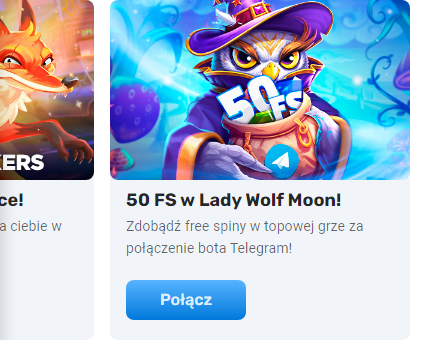 50
FS
KERS
ce!
a ciebie w
50 FS w Lady Wolf Moon!
Zdobądź free spiny w topowej grze za
połączenie bota Telegram!
Połącz